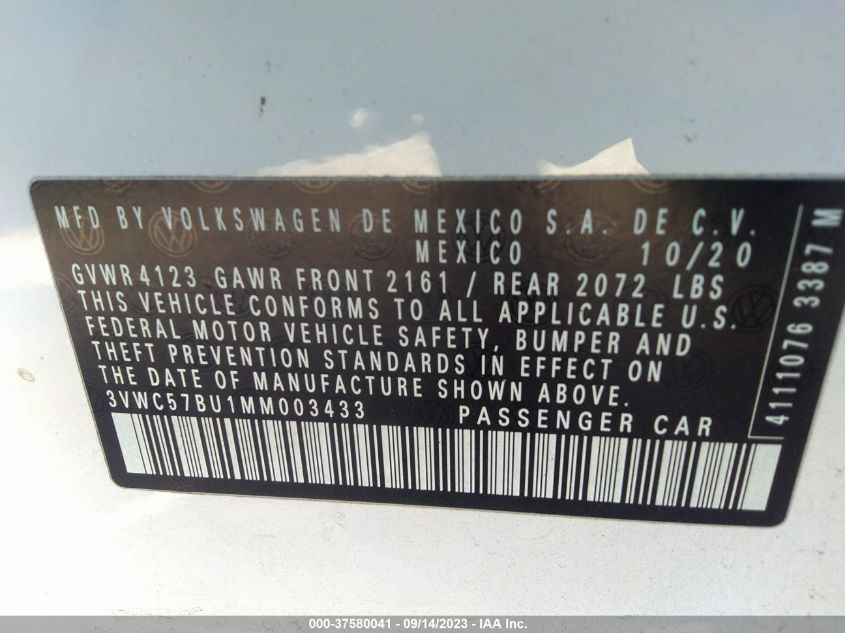 MFD BY VOLKSWAGEN DE MEXICO S.A. DE C.V.
MEXICO 10/20
GVWR 4123 GAWR FRONT 2161 / REAR 2072 LBS
THIS VEHICLE CONFORMS TO ALL APPLICABLE U.S.
FEDERAL MOTOR VEHICLE SAFETY, BUMPER AND
THEFT PREVENTION STANDARDS IN EFFECT ON
THE DATE OF MANUFACTURE SHOWN ABOVE.
3VWC57BU1MM003433 PASSENGER CAR
41111076 3387 M
000-37580041 - 09/14/2023 - IAA Inc.